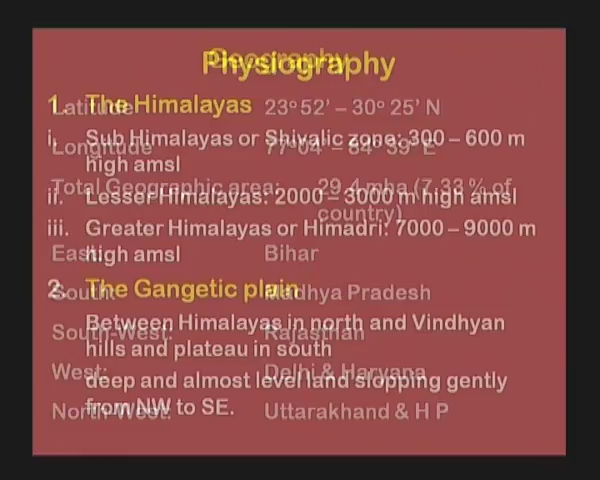 Geography
Physiography
1. The Himalayas
Latitude 23° 52’ – 30° 25’ N
i. Sub Himalayas or Shivalic zone: 300 – 600 m
Longitude 77° 04’ – 84° 39’ E
high amsl
Total Geographic area: 29.4 mha (7.33 % of
ii. Lesser Himalayas: 2000 – 3000 m high amsl
country)
iii. Greater Himalayas or Himadri: 7000 – 9000 m
high amsl
East: Bihar
2. The Gangetic plain
South: Madhya Pradesh
Between Himalayas in north and Vindhyan
South-West: Rajasthan
hills and plateau in south
West: Delhi & Haryana
deep and almost level land slopping gently
from NW to SE.
North-West: Uttarakhand & H P